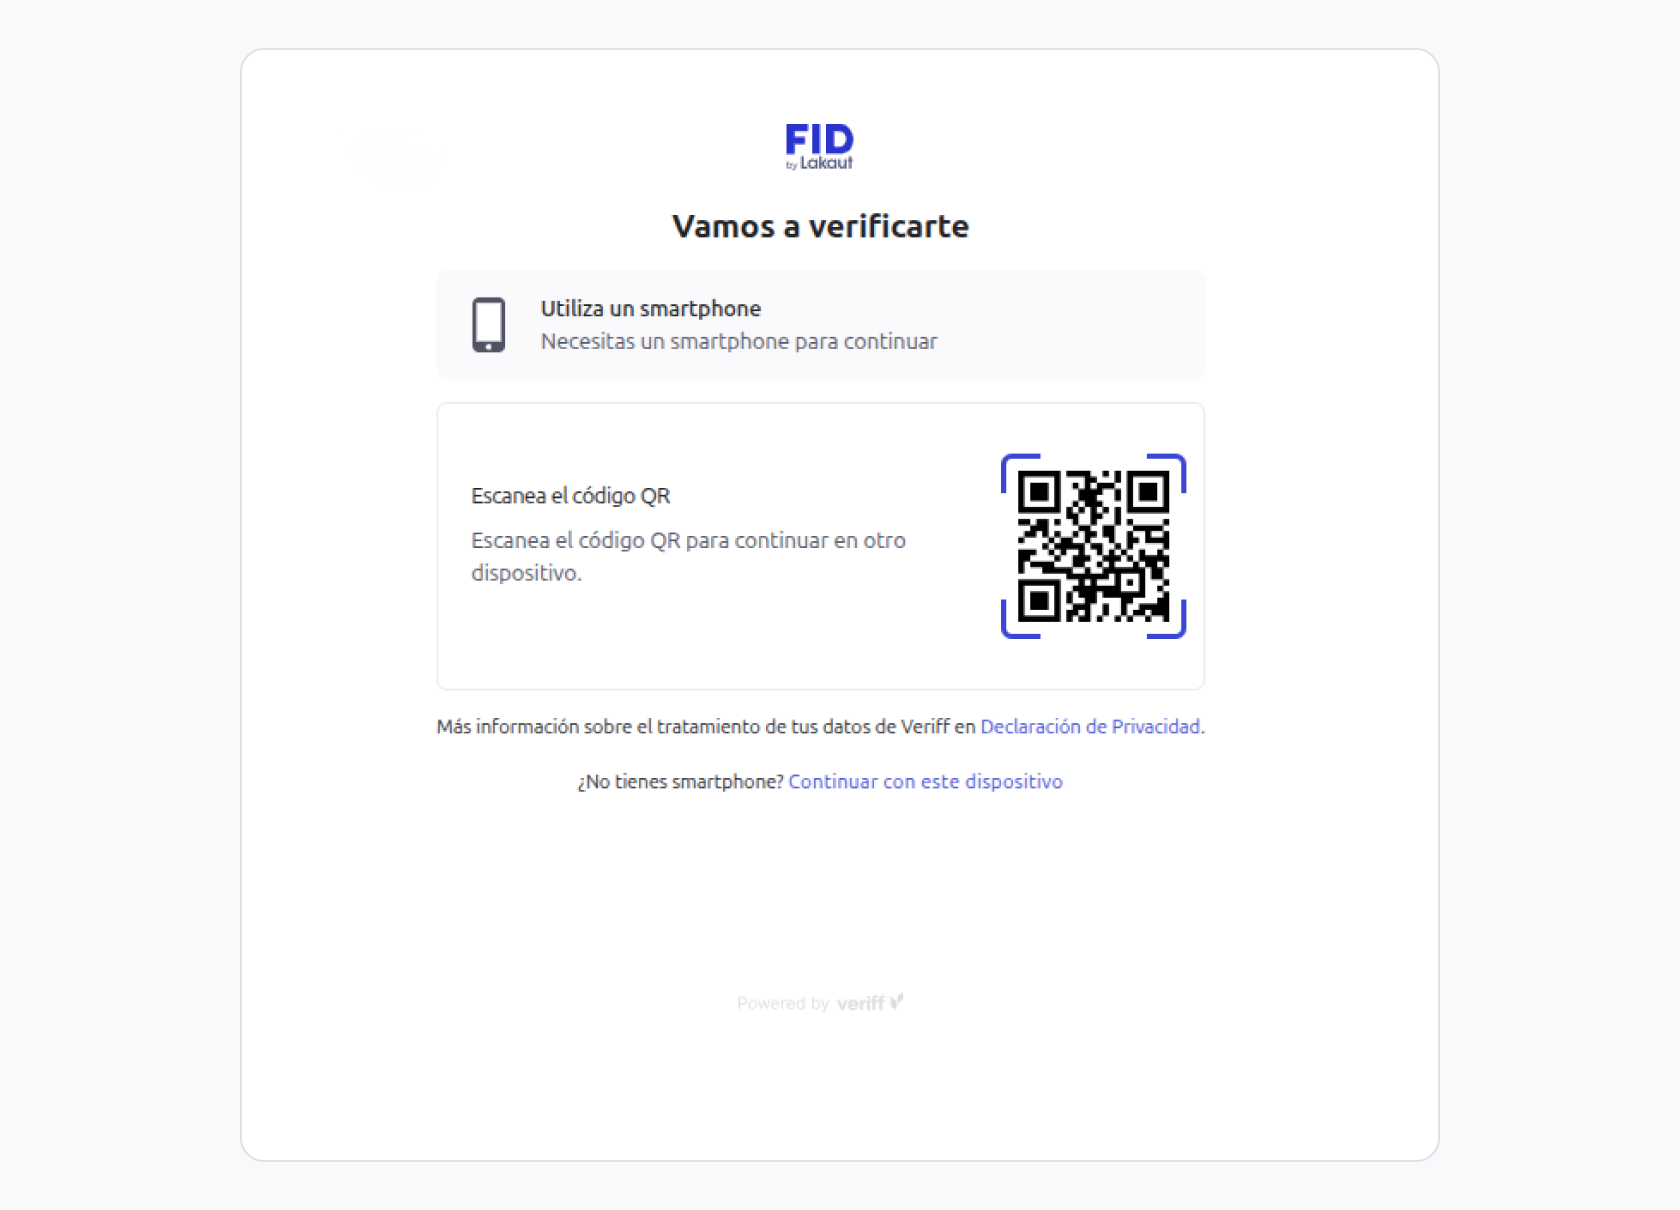 FID
by Lakaut
Vamos a verificarte
Utiliza un smartphone
Necesitas un smartphone para continuar
Escanea el código QR
Escanea el código QR para continuar en otro
dispositivo.
Más información sobre el tratamiento de tus datos de Veriff en Declaración de Privacidad.
¿No tienes smartphone? Continuar con este dispositivo
Powered by veriff